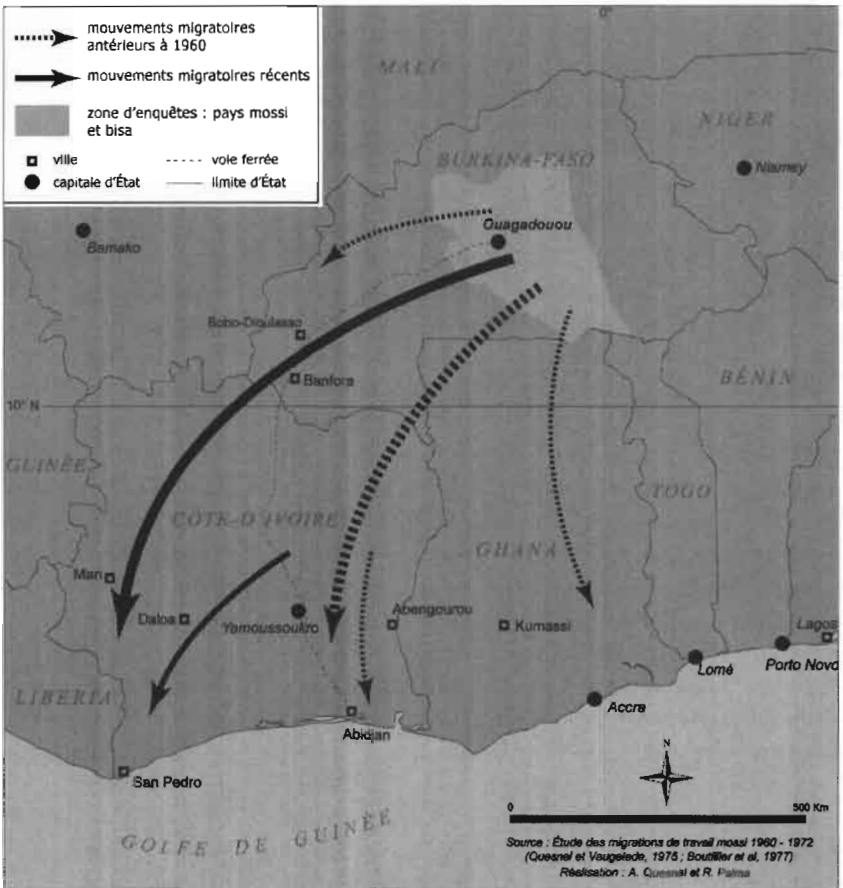 mouvements migratoires
antérieurs à 1960
mouvements migratoires récents
zone d'enquêtes : pays mossi
et bisa
ville
voie ferrée
capitale d'État
limite d'État
0°
MALI
NIGER
BURKINA-FASO
Niamey
Ouagadouou
Bamako
Bobo-Dioulasso
Banfora
BÉNIN
10° N
GUINÉE
TOGO
CÔTE-D'IVOIRE
GHANA
Man
Daloa
Yamoussoukro
Abengourou
Kumassi
Lagos
Lomé
Porto Novo
LIBERIA
Accra
Abidjan
N
San Pedro
0
500 Km
GOLFE DE GUINÉE
Source : Étude des migrations de travail mossi 1960 - 1972
(Quesnel et Vaugelade, 1975 ; Boutillier et al, 1977)
Réalisation : A. Quesnel et R. Palma